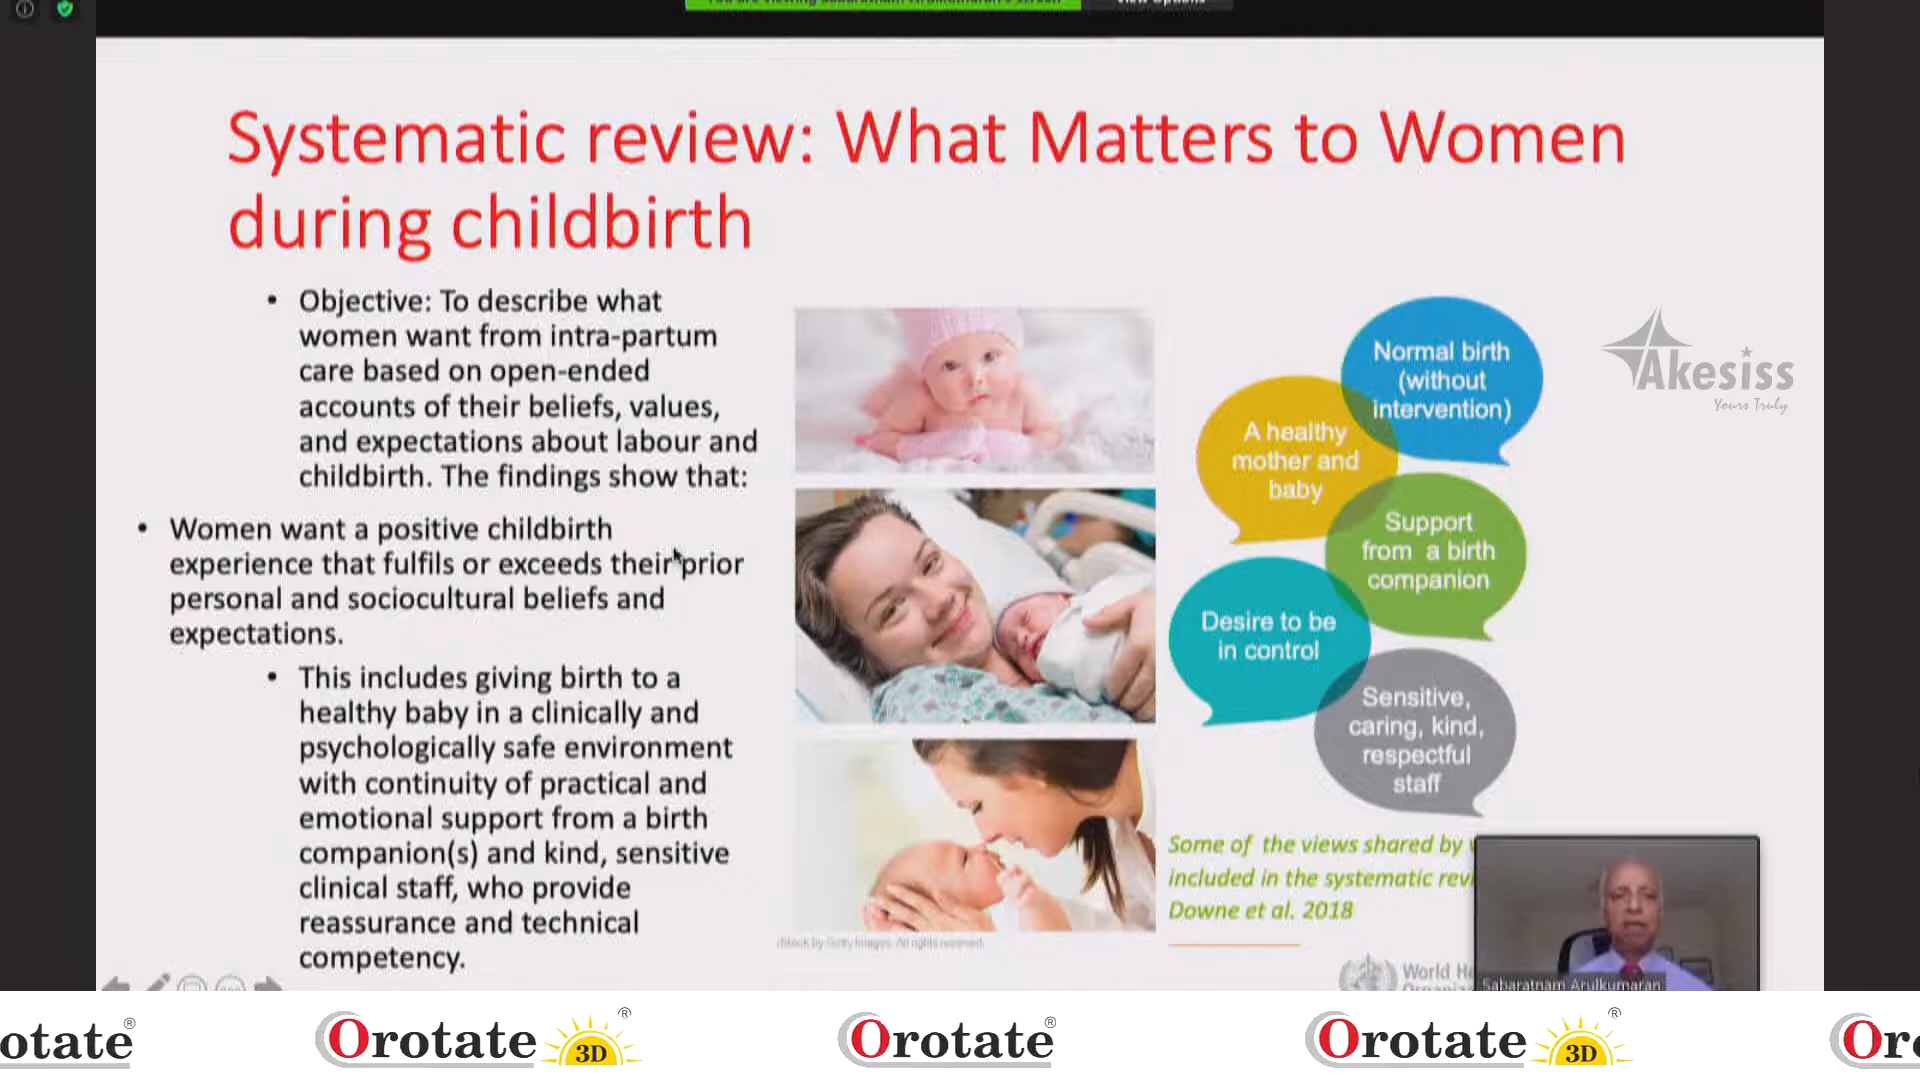 Systematic review: What Matters to Women
during childbirth
• Objective: To describe what
women want from intra-partum
care based on open-ended
accounts of their beliefs, values,
and expectations about labour and
childbirth. The findings show that:
• Women want a positive childbirth
experience that fulfils or exceeds their prior
personal and sociocultural beliefs and
expectations.
• This includes giving birth to a
healthy baby in a clinically and
psychologically safe environment
with continuity of practical and
emotional support from a birth
companion(s) and kind, sensitive
clinical staff, who provide
reassurance and technical
competency.
Normal birth
(without
intervention)
A healthy
mother and
baby
Support
from a birth
companion
Desire to be
in control
Sensitive,
caring, kind,
respectful
staff
Akesiss
Yours Truly
Some of the views shared by
included in the systematic
Downe et al. 2018
iStock by Getty Images. All rights reserved.
World
Sabaratnam Arulkumaran
otate®
Orotate® 3D
Orotate®
Orotate® 3D
Or